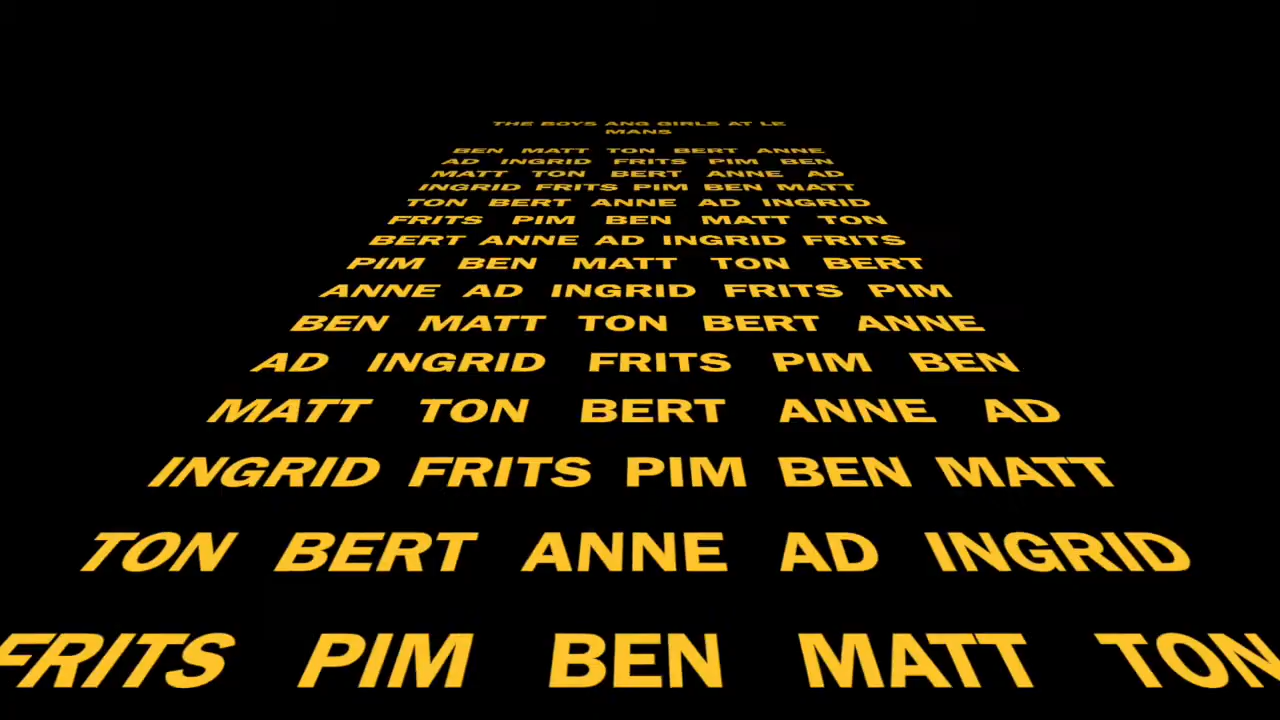 THE BOYS ANG GIRLS AT LE
MANS
BEN MATT TON BERT ANNE
AD INGRID FRITS PIM BEN
MATT TON BERT ANNE AD
INGRID FRITS PIM BEN MATT
TON BERT ANNE AD INGRID
FRITS PIM BEN MATT TON
BERT ANNE AD INGRID FRITS
PIM BEN MATT TON BERT
ANNE AD INGRID FRITS PIM
BEN MATT TON BERT ANNE
AD INGRID FRITS PIM BEN
MATT TON BERT ANNE AD
INGRID FRITS PIM BEN MATT
TON BERT ANNE AD INGRID
FRITS PIM BEN MATT TON